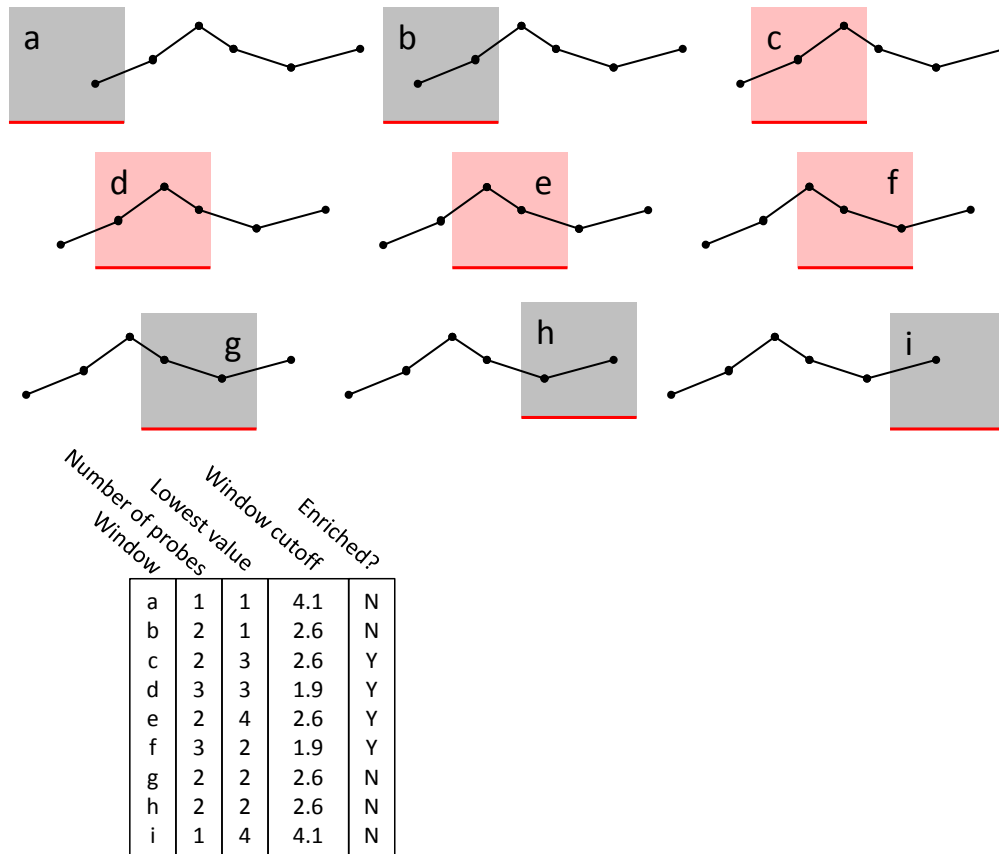 a
b
c
d
e
f
g
h
i
Window
Number of probes
Lowest value
Window cutoff
Enriched?
a 1 1 4.1 N
b 2 1 2.6 N
c 2 3 2.6 Y
d 3 3 1.9 Y
e 2 4 2.6 Y
f 3 2 1.9 Y
g 2 2 2.6 N
h 2 2 2.6 N
i 1 4 4.1 N